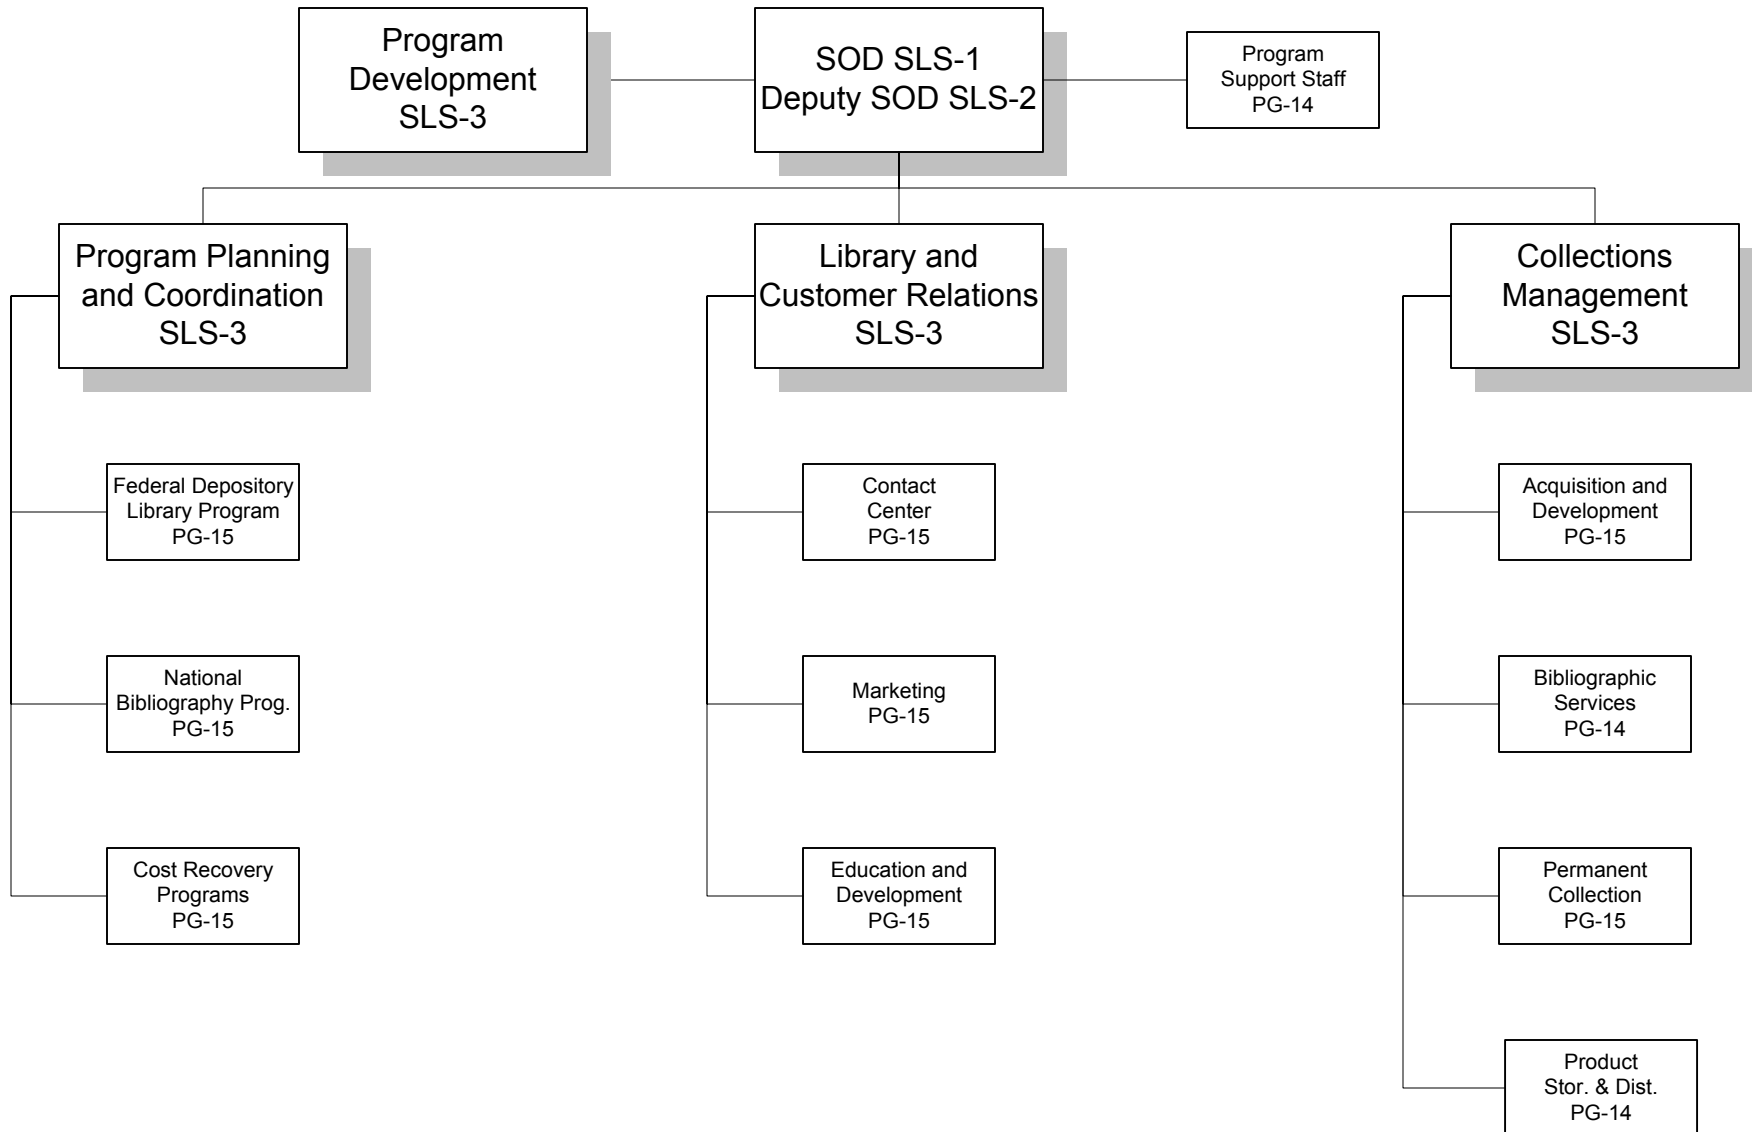 Program
Development
SLS-3
SOD SLS-1
Deputy SOD SLS-2
Program
Support Staff
PG-14
Program Planning
and Coordination
SLS-3
Library and
Customer Relations
SLS-3
Collections
Management
SLS-3
Federal Depository
Library Program
PG-15
Contact
Center
PG-15
Acquisition and
Development
PG-15
National
Bibliography Prog.
PG-15
Marketing
PG-15
Bibliographic
Services
PG-14
Cost Recovery
Programs
PG-15
Education and
Development
PG-15
Permanent
Collection
PG-15
Product
Stor. & Dist.
PG-14